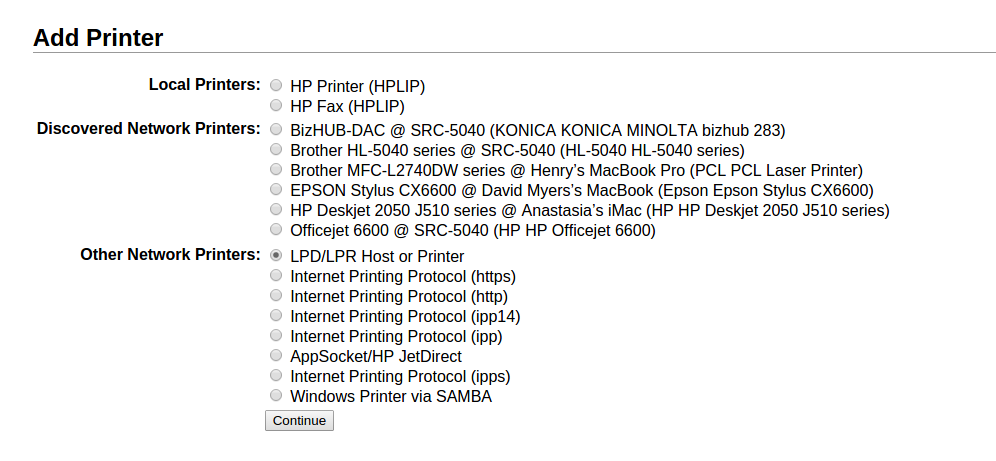 Add Printer
Local Printers: HP Printer (HPLIP)
HP Fax (HPLIP)
Discovered Network Printers: BizHUB-DAC @ SRC-5040 (KONICA KONICA MINOLTA bizhub 283)
Brother HL-5040 series @ SRC-5040 (HL-5040 HL-5040 series)
Brother MFC-L2740DW series @ Henry’s MacBook Pro (PCL PCL Laser Printer)
EPSON Stylus CX6600 @ David Myers’s MacBook (Epson Epson Stylus CX6600)
HP Deskjet 2050 J510 series @ Anastasia’s iMac (HP HP Deskjet 2050 J510 series)
Officejet 6600 @ SRC-5040 (HP HP Officejet 6600)
Other Network Printers: LPD/LPR Host or Printer
Internet Printing Protocol (https)
Internet Printing Protocol (http)
Internet Printing Protocol (ipp14)
Internet Printing Protocol (ipp)
AppSocket/HP JetDirect
Internet Printing Protocol (ipps)
Windows Printer via SAMBA
Continue